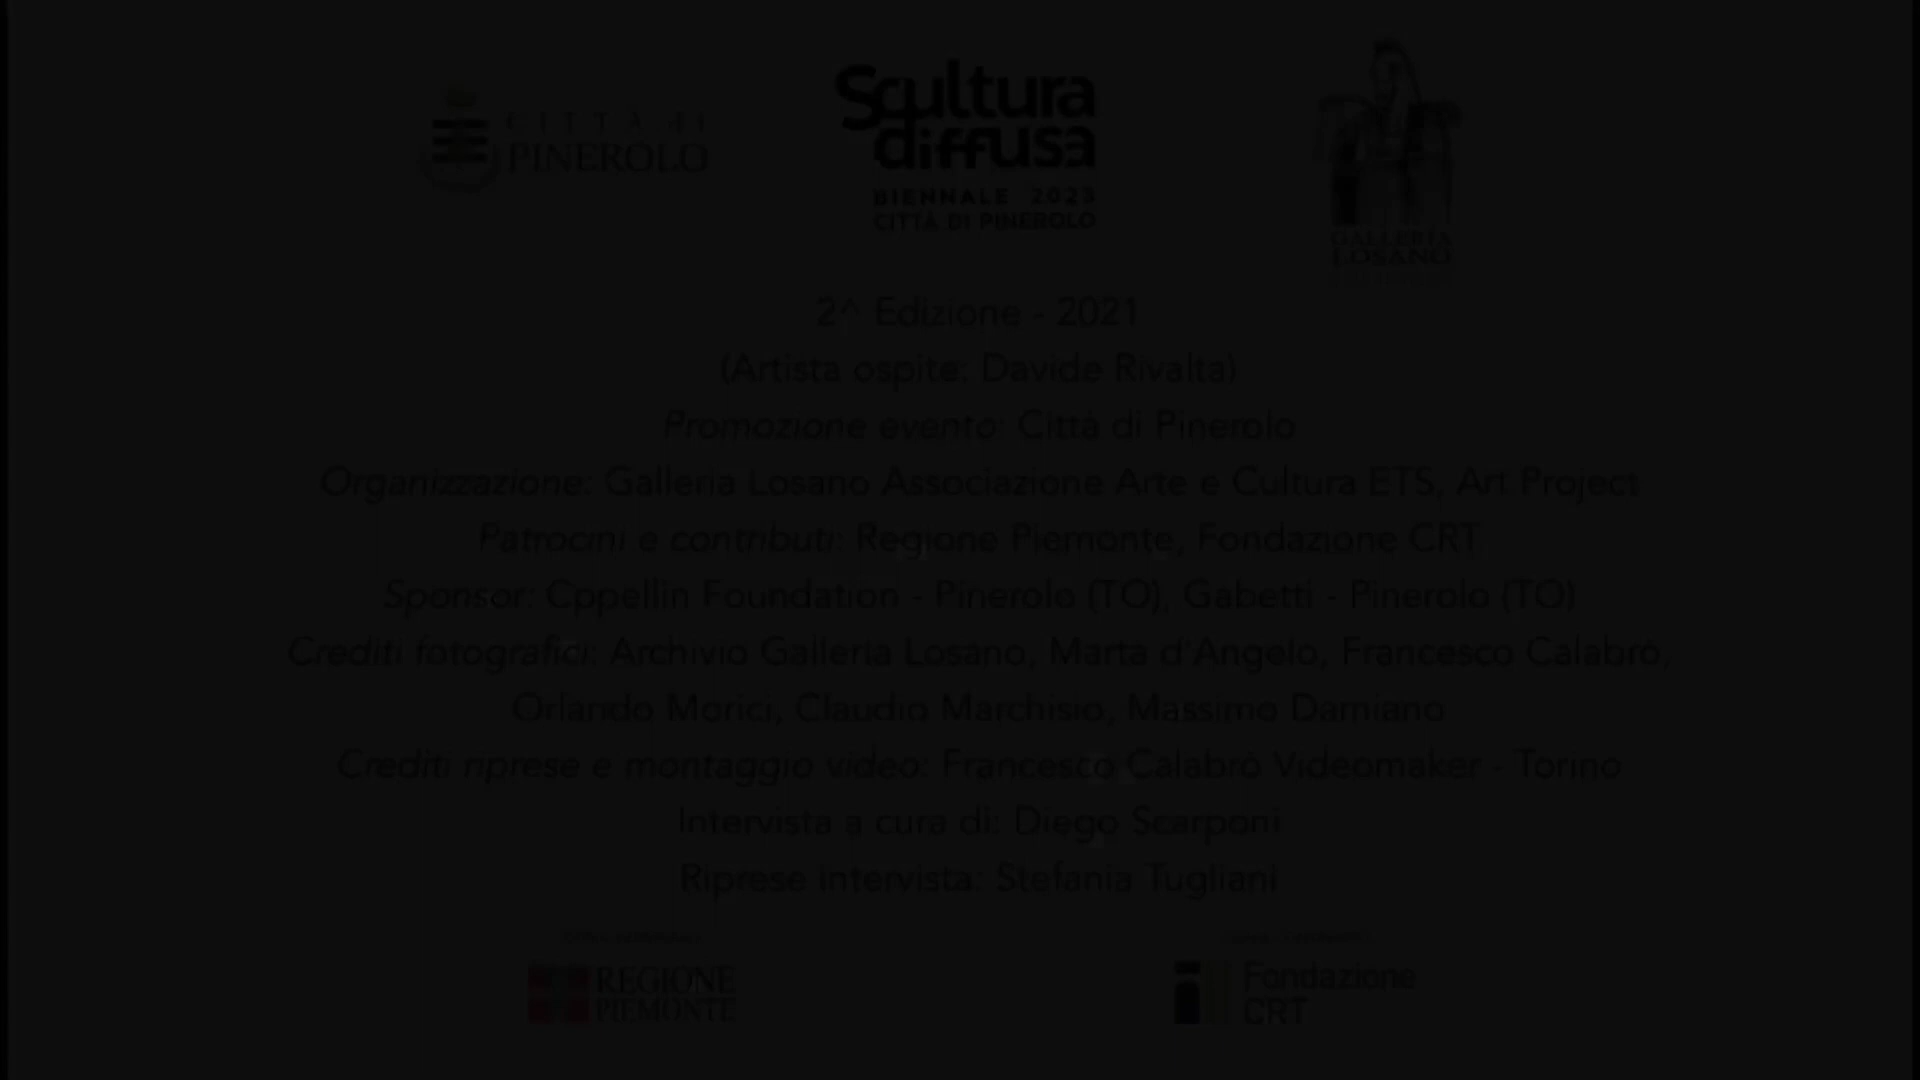 CITTÀ di
PINEROLO
Scultura
diffusa
BIENNALE 2023
CITTÀ DI PINEROLO
GALLERIA
LOSANO
2^ Edizione - 2021
(Artista ospite: Davide Rivalta)
Promozione evento: Città di Pinerolo
Organizzazione: Galleria Losano Associazione Arte e Cultura ETS, Art Project
Patrocini e contributi: Regione Piemonte, Fondazione CRT
Sponsor: Cppellin Foundation - Pinerolo (TO), Gabetti - Pinerolo (TO)
Crediti fotografici: Archivio Galleria Losano, Marta d'Angelo, Francesco Calabrò,
Orlando Morici, Claudio Marchisio, Massimo Damiano
Crediti riprese e montaggio video: Francesco Calabrò Videomaker - Torino
Intervista a cura di: Diego Scarponi
Riprese intervista: Stefania Tugliani
REGIONE
PIEMONTE
Fondazione
CRT